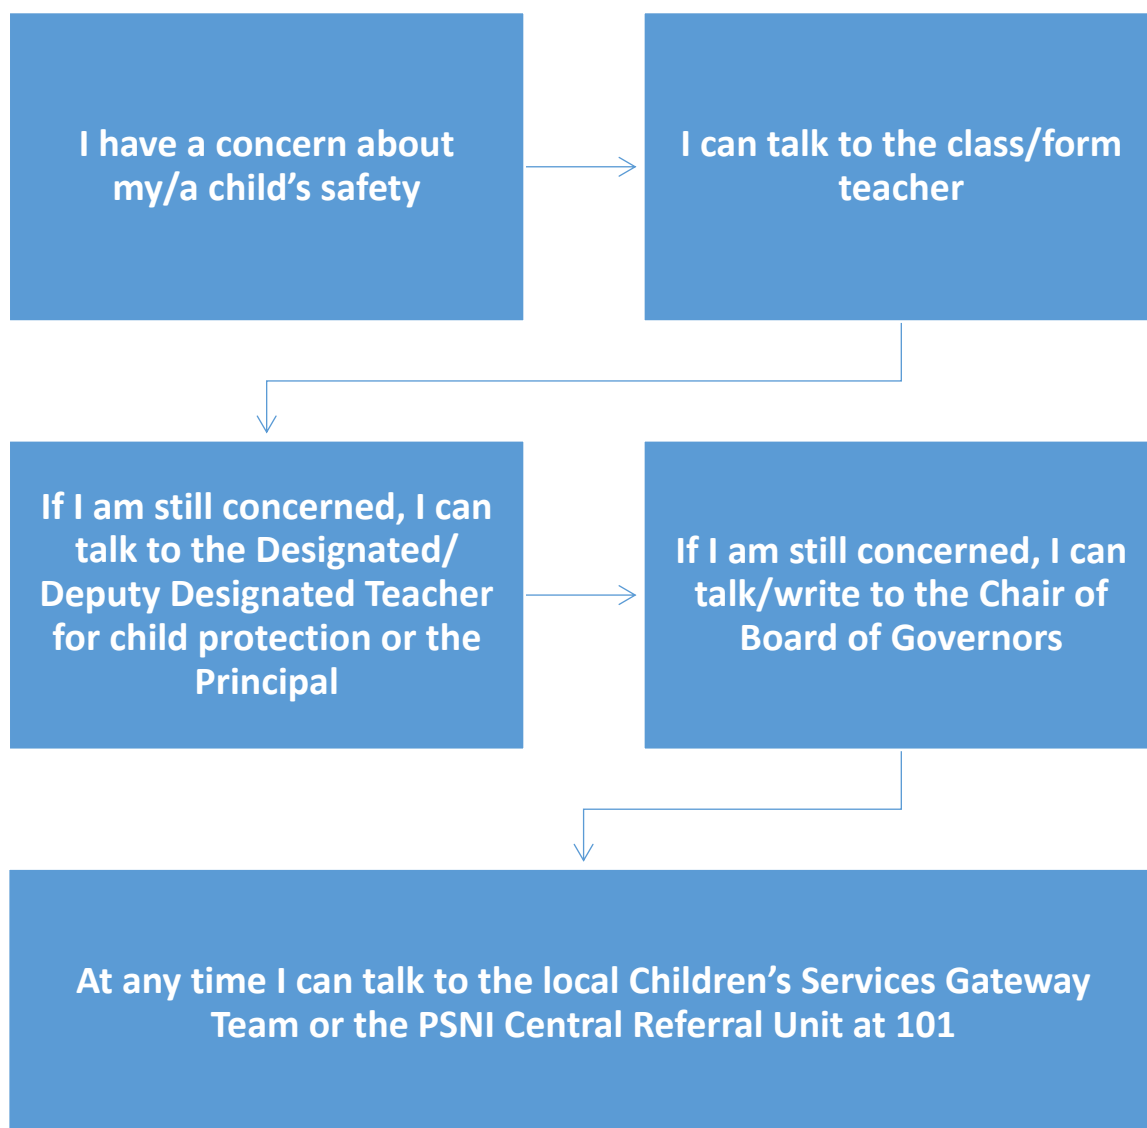 I have a concern about
my/a child’s safety
I can talk to the class/form
teacher
If I am still concerned, I can
talk to the Designated/
Deputy Designated Teacher
for child protection or the
Principal
If I am still concerned, I can
talk/write to the Chair of
Board of Governors
At any time I can talk to the local Children’s Services Gateway
Team or the PSNI Central Referral Unit at 101